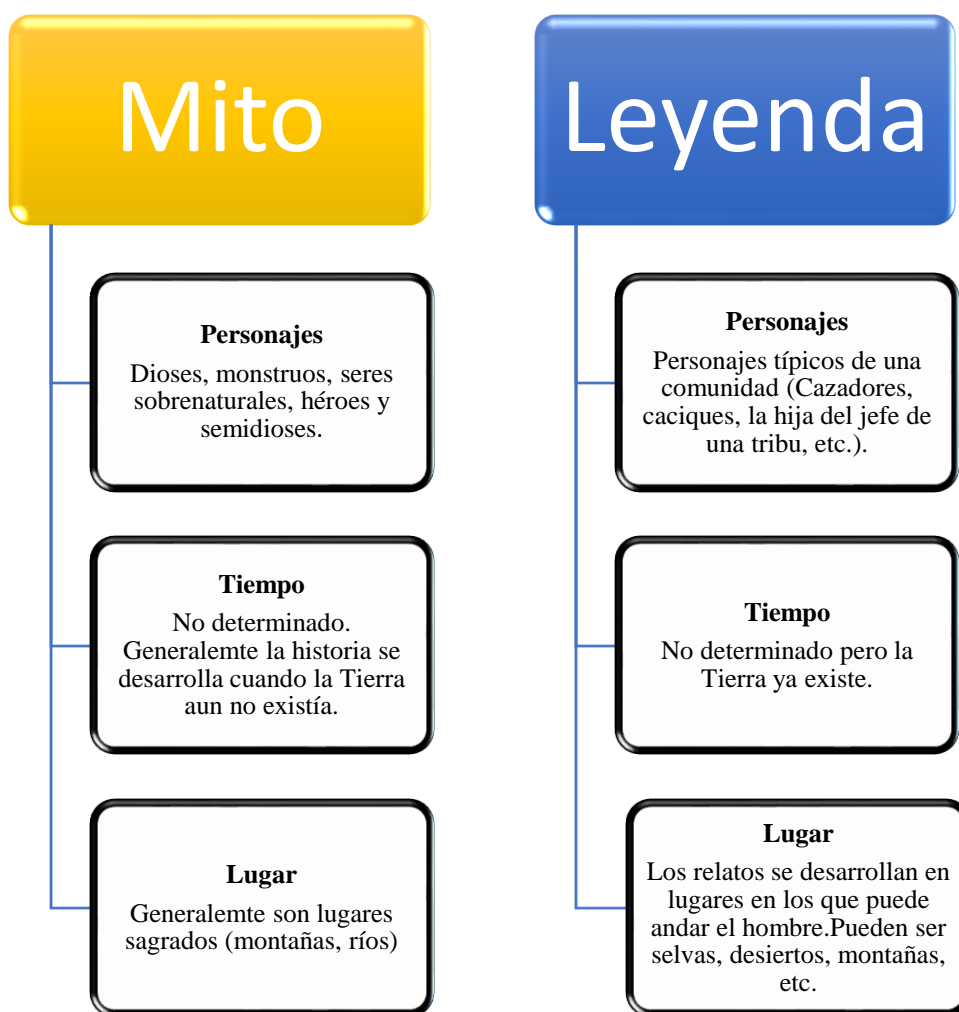 Mito
Personajes
Dioses, monstruos, seres
sobrenaturales, héroes y
semidioses.
Tiempo
No determinado.
Generalemte la historia se
desarrolla cuando la Tierra
aun no existía.
Lugar
Generalemte son lugares
sagrados (montañas, ríos)
Leyenda
Personajes
Personajes típicos de una
comunidad (Cazadores,
caciques, la hija del jefe de
una tribu, etc.).
Tiempo
No determinado pero la
Tierra ya existe.
Lugar
Los relatos se desarrollan en
lugares en los que puede
andar el hombre.Pueden ser
selvas, desiertos, montañas,
etc.